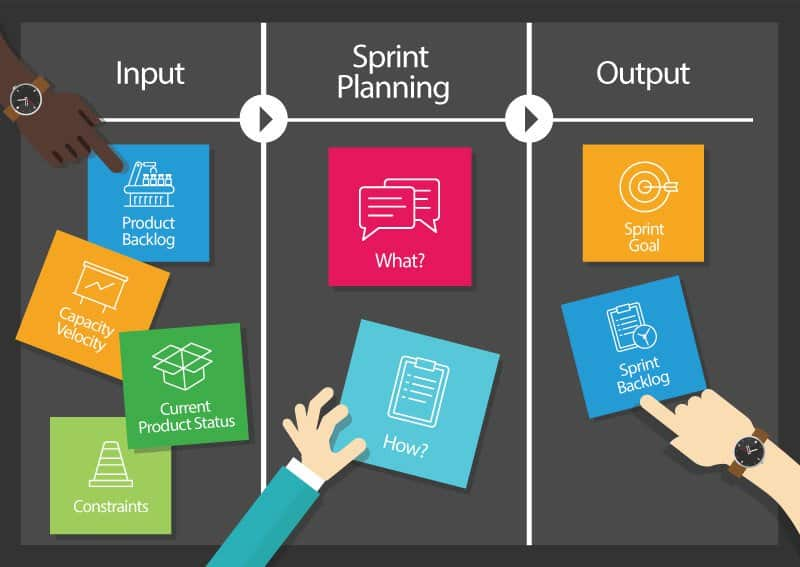 Input
Sprint
Planning
Output
Product
Backlog
Capacity
Velocity
Current
Product Status
Constraints
What?
How?
Sprint
Goal
Sprint
Backlog